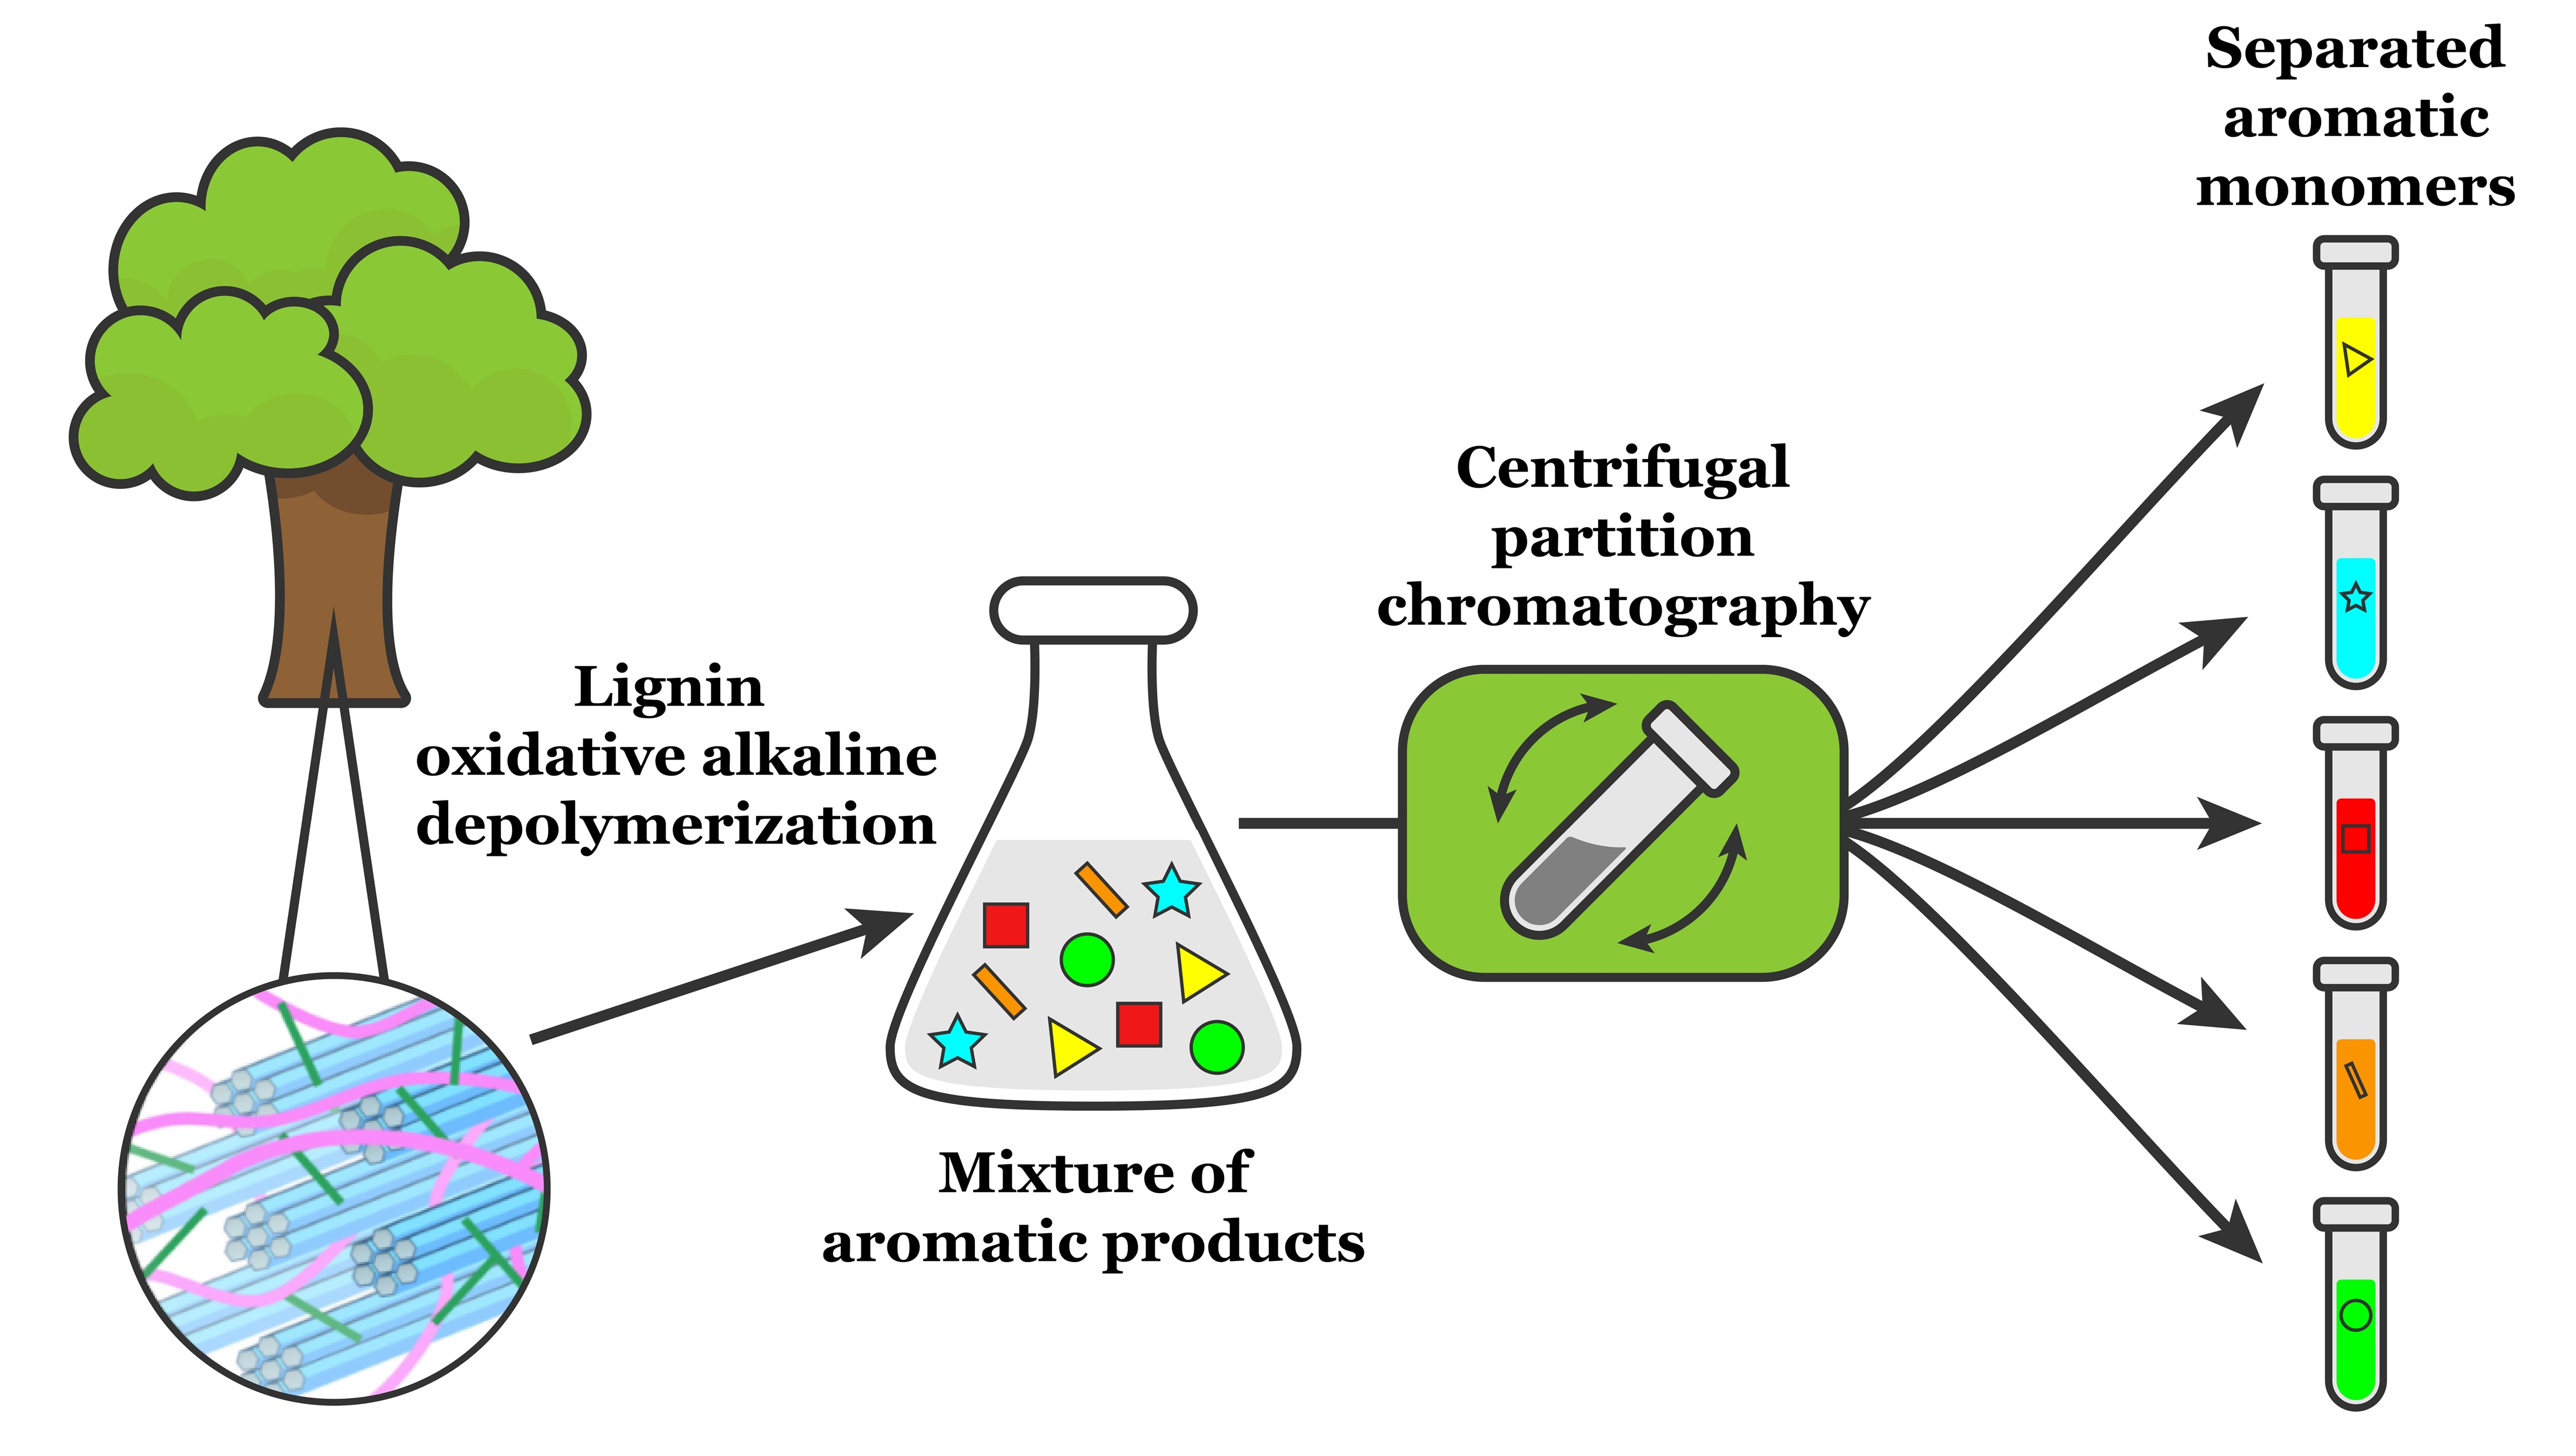 Separated
aromatic
monomers
Centrifugal
partition
chromatography
Lignin
oxidative alkaline
depolymerization
Mixture of
aromatic products